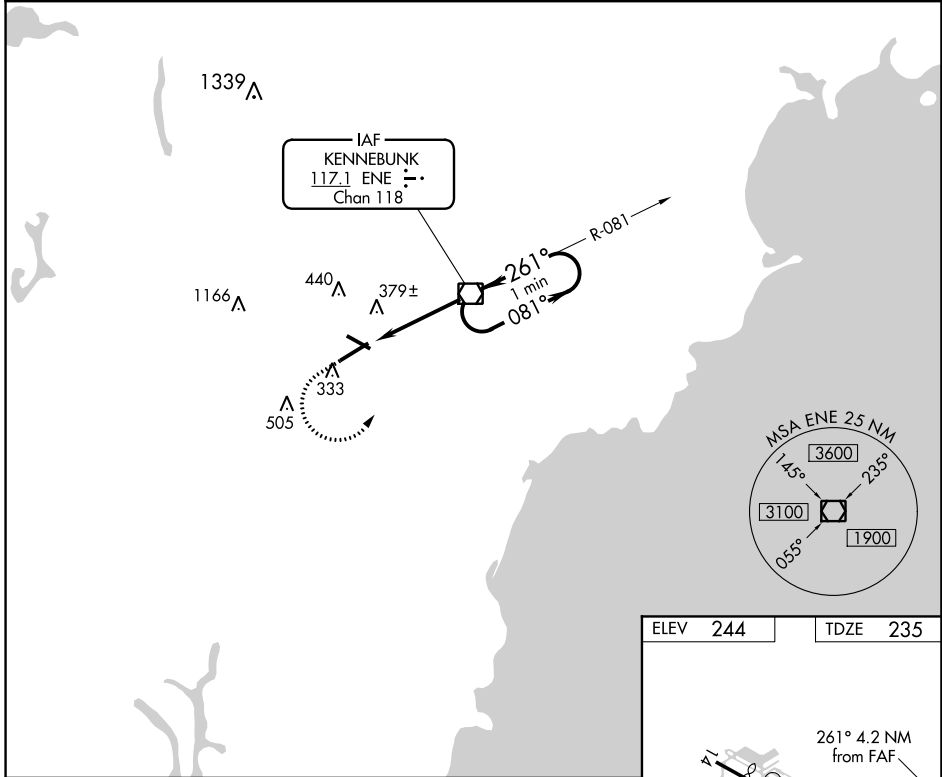 1339
IAF
KENNEBUNK
117.1 ENE
Chan 118
R-081
261°
1 min
081°
440
379±
1166
333
505
MSA ENE 25 NM
3600
145°
235°
3100
1900
055°
ELEV 244
TDZE 235
261° 4.2 NM
from FAF
14